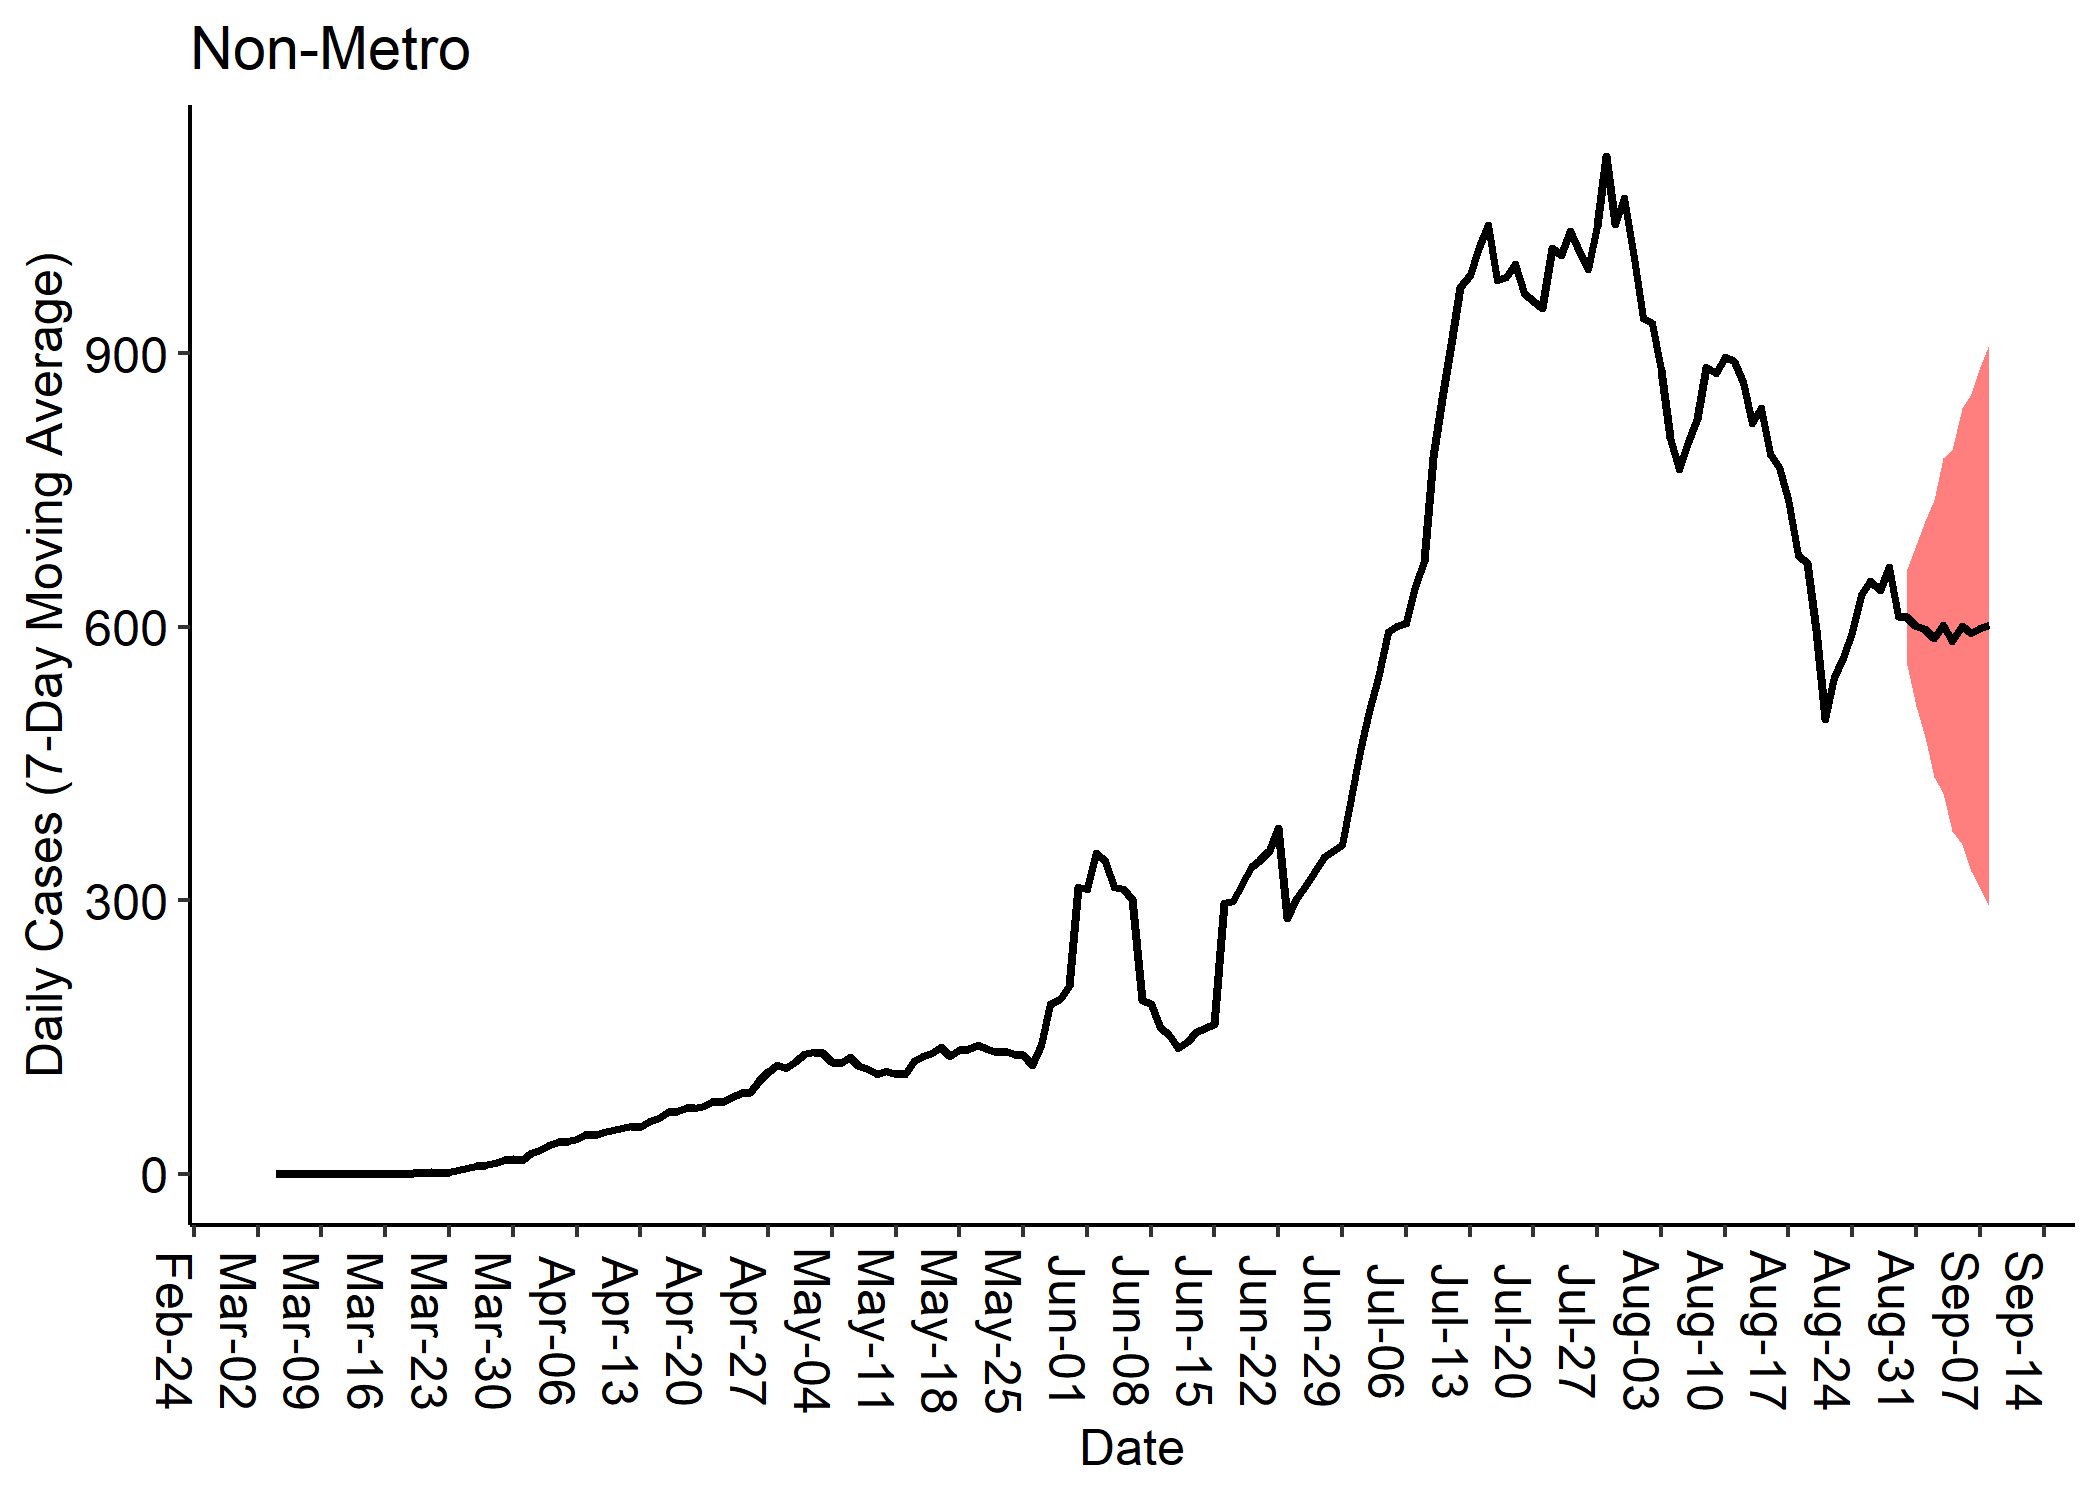 Non-Metro
Daily Cases (7-Day Moving Average)
900
600
300
0
Feb-24
Mar-02
Mar-09
Mar-16
Mar-23
Mar-30
Apr-06
Apr-13
Apr-20
Apr-27
May-04
May-11
May-18
May-25
Jun-01
Jun-08
Jun-15
Jun-22
Jun-29
Jul-06
Jul-13
Jul-20
Jul-27
Aug-03
Aug-10
Aug-17
Aug-24
Aug-31
Sep-07
Sep-14
Date